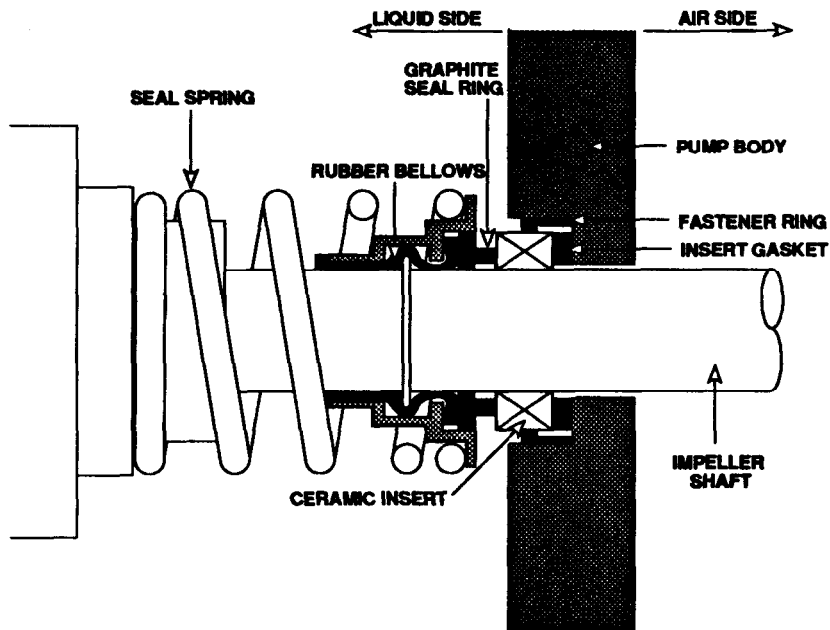 LIQUID SIDE
AIR SIDE
GRAPHITE
SEAL RING
SEAL SPRING
PUMP BODY
RUBBER BELLOWS
FASTENER RING
INSERT GASKET
IMPELLER
SHAFT
CERAMIC INSERT